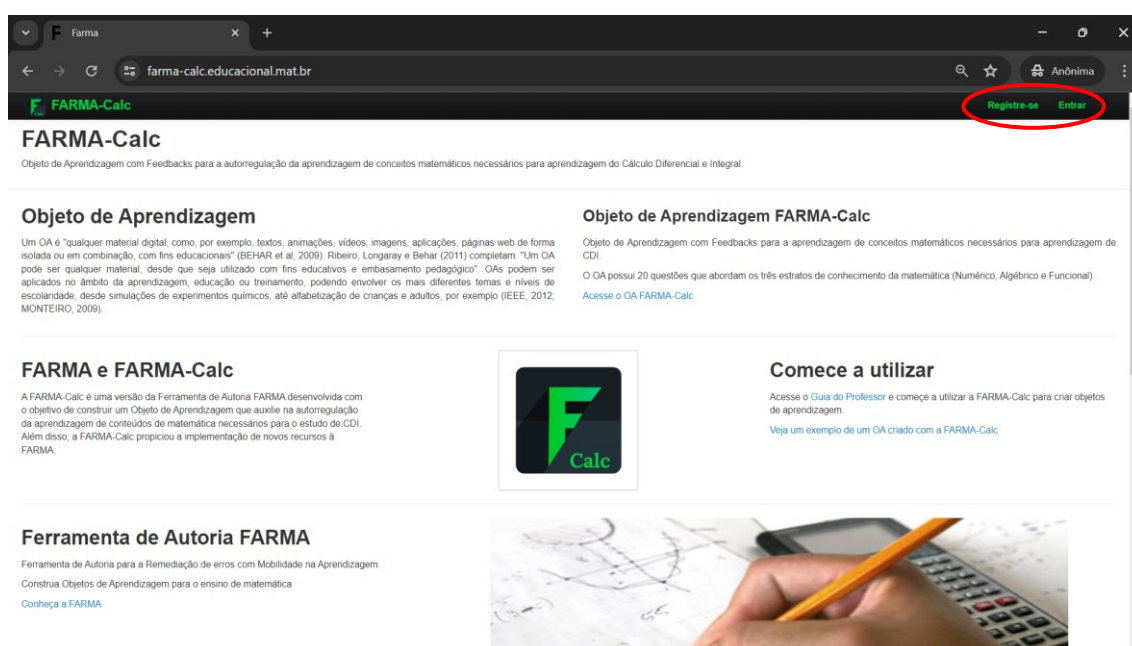 Farma
farma-calc.educacional.mat.br
Anônima
FARMA-Calc
Registre-se Entrar
FARMA-Calc
Objeto de Aprendizagem com Feedbacks para a autorregulação da aprendizagem de conceitos matemáticos necessários para aprendizagem do Cálculo Diferencial e Integral.
Objeto de Aprendizagem
Um OA é "qualquer material digital, como, por exemplo, textos, animações, vídeos, imagens, aplicações, páginas web de forma
isolada ou em combinação, com fins educacionais" (BEHAR et al, 2009). Ribeiro, Longaray e Behar (2011) completam: "Um OA
pode ser qualquer material, desde que seja utilizado com fins educativos e embasamento pedagógico". OAs podem ser
aplicados no âmbito da aprendizagem, educação ou treinamento, podendo envolver os mais diferentes temas e níveis de
escolaridade, desde simulações de experimentos químicos, até alfabetização de crianças e adultos, por exemplo (IEEE, 2012;
MONTEIRO, 2009).
Objeto de Aprendizagem FARMA-Calc
Objeto de Aprendizagem com Feedbacks para a aprendizagem de conceitos matemáticos necessários para aprendizagem de
CDI.
O OA possui 20 questões que abordam os três estratos de conhecimento da matemática (Numérico, Algébrico e Funcional).
Acesse o OA FARMA-Calc
FARMA e FARMA-Calc
A FARMA-Calc é uma versão da Ferramenta de Autoria FARMA desenvolvida com
o objetivo de construir um Objeto de Aprendizagem que auxilie na autorregulação
da aprendizagem de conteúdos de matemática necessários para o estudo de CDI.
Além disso, a FARMA-Calc propiciou a implementação de novos recursos à
FARMA.
F
Calc
Comece a utilizar
Acesse o Guia do Professor e começe a utilizar a FARMA-Calc para criar objetos
de aprendizagem.
Veja um exemplo de um OA criado com a FARMA-Calc
Ferramenta de Autoria FARMA
Ferramenta de Autoria para a Remediação de erros com Mobilidade na Aprendizagem.
Construa Objetos de Aprendizagem para o ensino de matemática
Conheça a FARMA